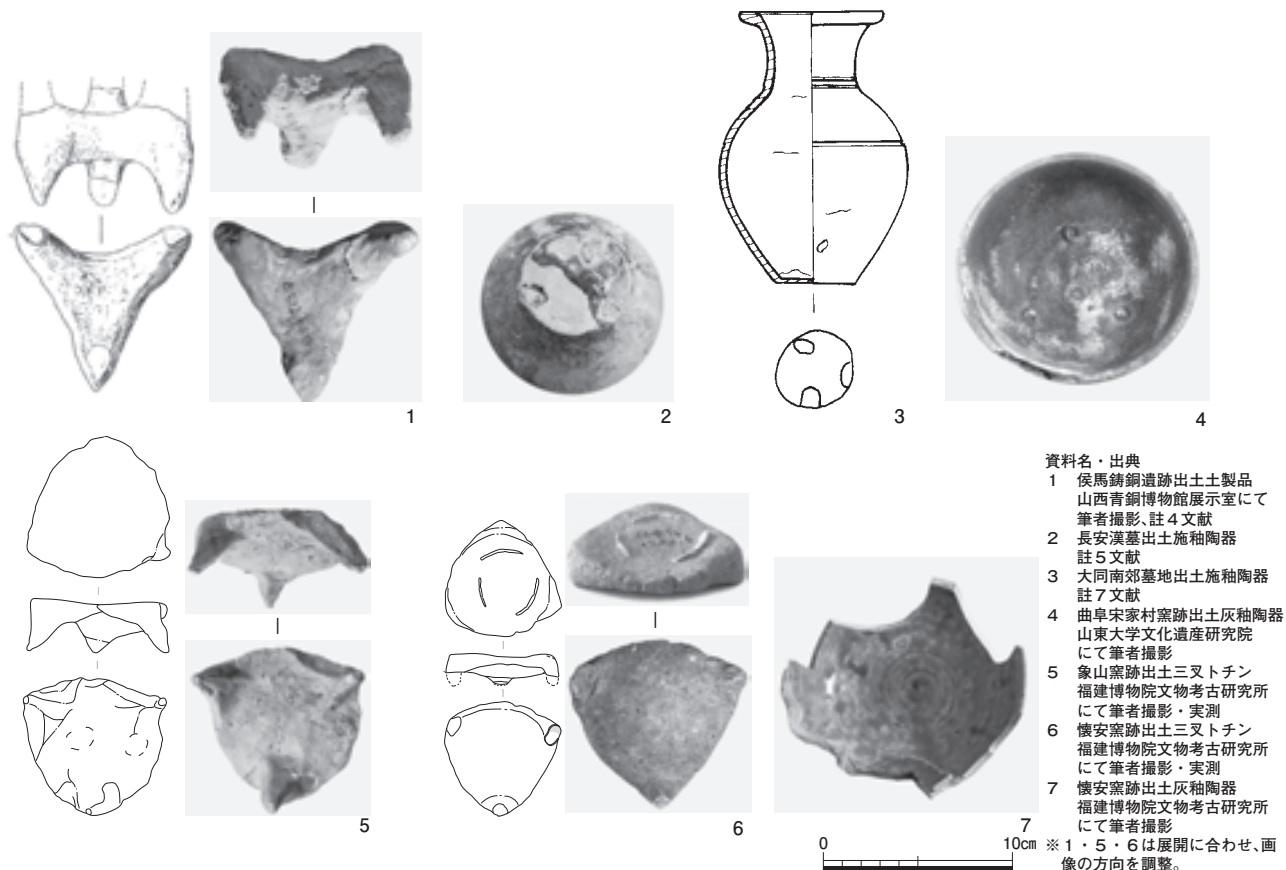 1
2
3
4
5
6
7
資料名・出典
1 侯馬鋳銅遺跡出土土製品
山西青銅博物館展示室にて
筆者撮影、註4文献
2 長安漢墓出土施釉陶器
註5文献
3 大同南郊墓地出土施釉陶器
註7文献
4 曲阜宋家村窯跡出土灰釉陶器
山東大学文化遺産研究院
にて筆者撮影
5 象山窯跡出土三叉トチン
福建博物院文物考古研究所
にて筆者撮影・実測
6 懐安窯跡出土三叉トチン
福建博物院文物考古研究所
にて筆者撮影・実測
7 懐安窯跡出土灰釉陶器
福建博物院文物考古研究所
にて筆者撮影
※1・5・6は展開に合わせ、画
像の方向を調整。
0 10㎝